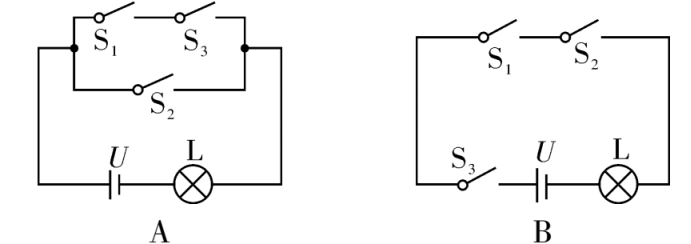 S₁ S₃
S₂
U L
A
S₁ S₂
S₃ U L
B